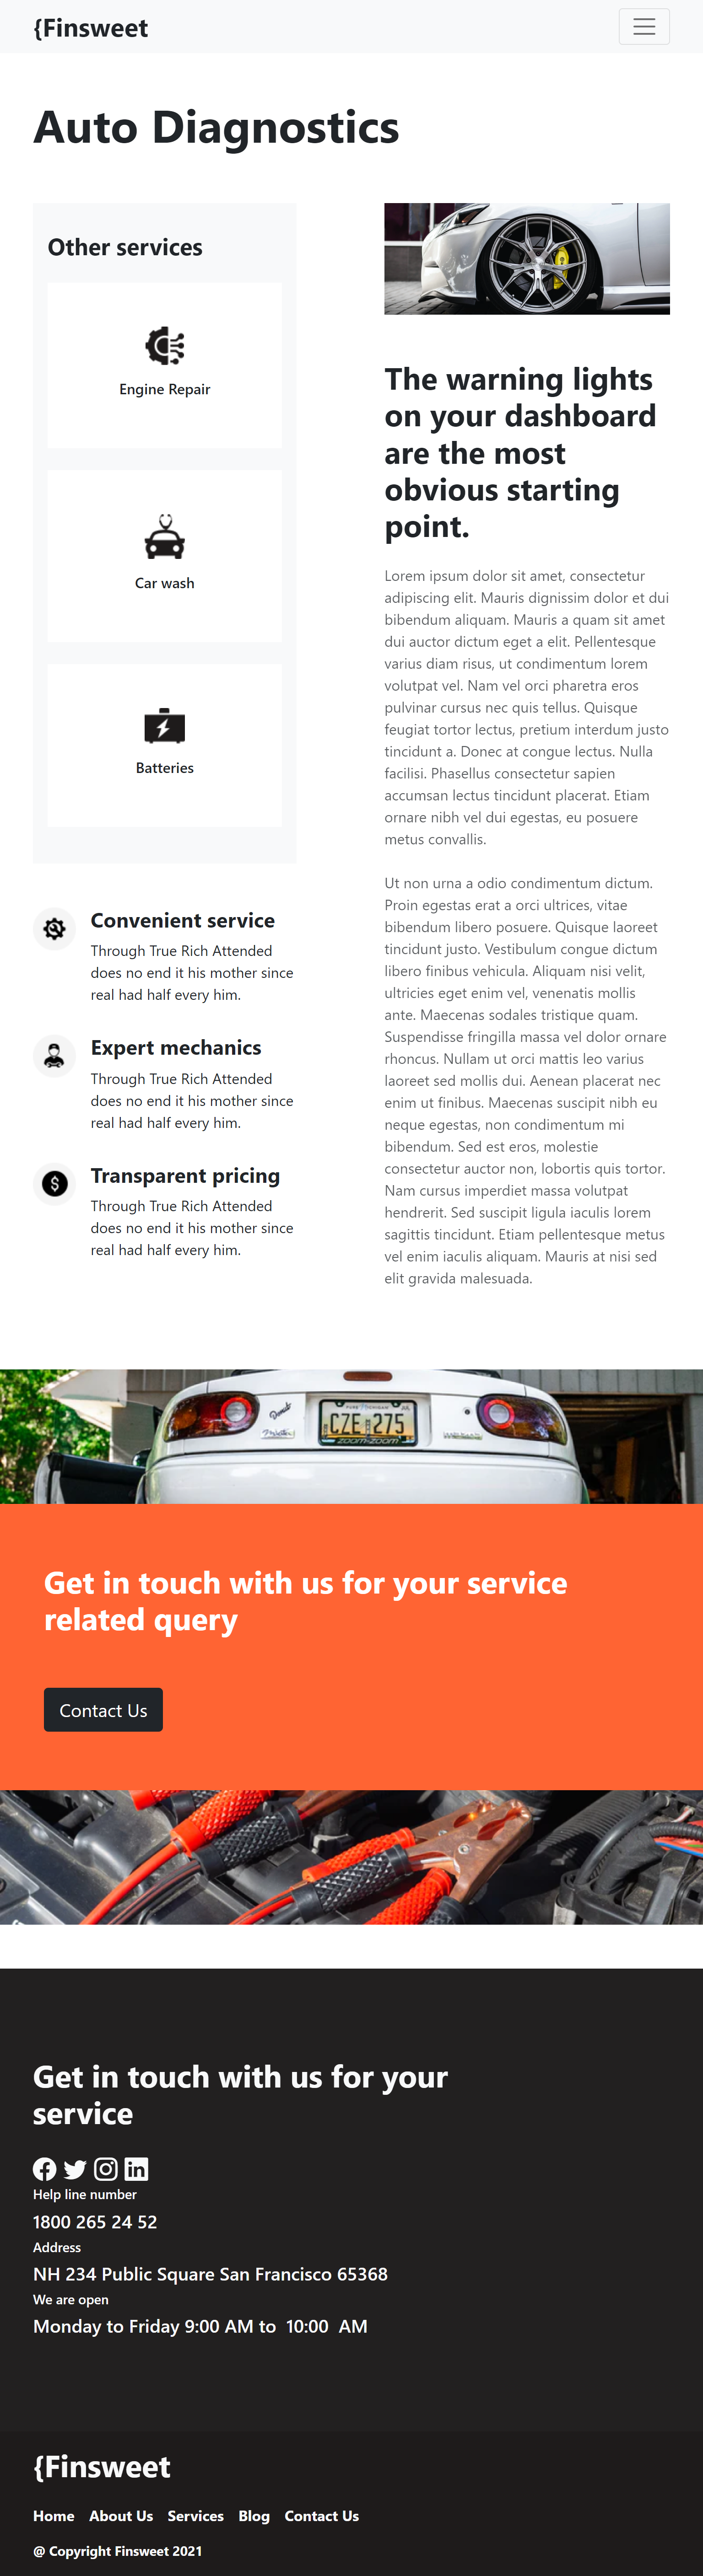 {Finsweet
Auto Diagnostics
Other services
Engine Repair
Car wash
Batteries
Convenient service
Through True Rich Attended
does no end it his mother since
real had half every him.
Expert mechanics
Through True Rich Attended
does no end it his mother since
real had half every him.
Transparent pricing
Through True Rich Attended
does no end it his mother since
real had half every him.
The warning lights
on your dashboard
are the most
obvious starting
point.
Lorem ipsum dolor sit amet, consectetur
adipiscing elit. Mauris dignissim dolor et dui
bibendum aliquam. Mauris a quam sit amet
dui auctor dictum eget a elit. Pellentesque
varius diam risus, ut condimentum lorem
volutpat vel. Nam vel orci pharetra eros
pulvinar cursus nec quis tellus. Quisque
feugiat tortor lectus, pretium interdum justo
tincidunt a. Donec at congue lectus. Nulla
facilisi. Phasellus consectetur sapien
accumsan lectus tincidunt placerat. Etiam
ornare nibh vel dui egestas, eu posuere
metus convallis.
Ut non urna a odio condimentum dictum.
Proin egestas erat a orci ultrices, vitae
bibendum libero posuere. Quisque laoreet
tincidunt justo. Vestibulum congue dictum
libero finibus vehicula. Aliquam nisi velit,
ultricies eget enim vel, venenatis mollis
ante. Maecenas sodales tristique quam.
Suspendisse fringilla massa vel dolor ornare
rhoncus. Nullam ut orci mattis leo varius
laoreet sed mollis dui. Aenean placerat nec
enim ut finibus. Maecenas suscipit nibh eu
neque egestas, non condimentum mi
bibendum. Sed est eros, molestie
consectetur auctor non, lobortis quis tortor.
Nam cursus imperdiet massa volutpat
hendrerit. Sed suscipit ligula iaculis lorem
sagittis tincidunt. Etiam pellentesque metus
vel enim iaculis aliquam. Mauris at nisi sed
elit gravida malesuada.
CZE 275
zoom-zoom
Get in touch with us for your service
related query
Contact Us
Get in touch with us for your
service
Help line number
1800 265 24 52
Address
NH 234 Public Square San Francisco 65368
We are open
Monday to Friday 9:00 AM to  10:00  AM
{Finsweet
Home About Us Services Blog Contact Us
@ Copyright Finsweet 2021